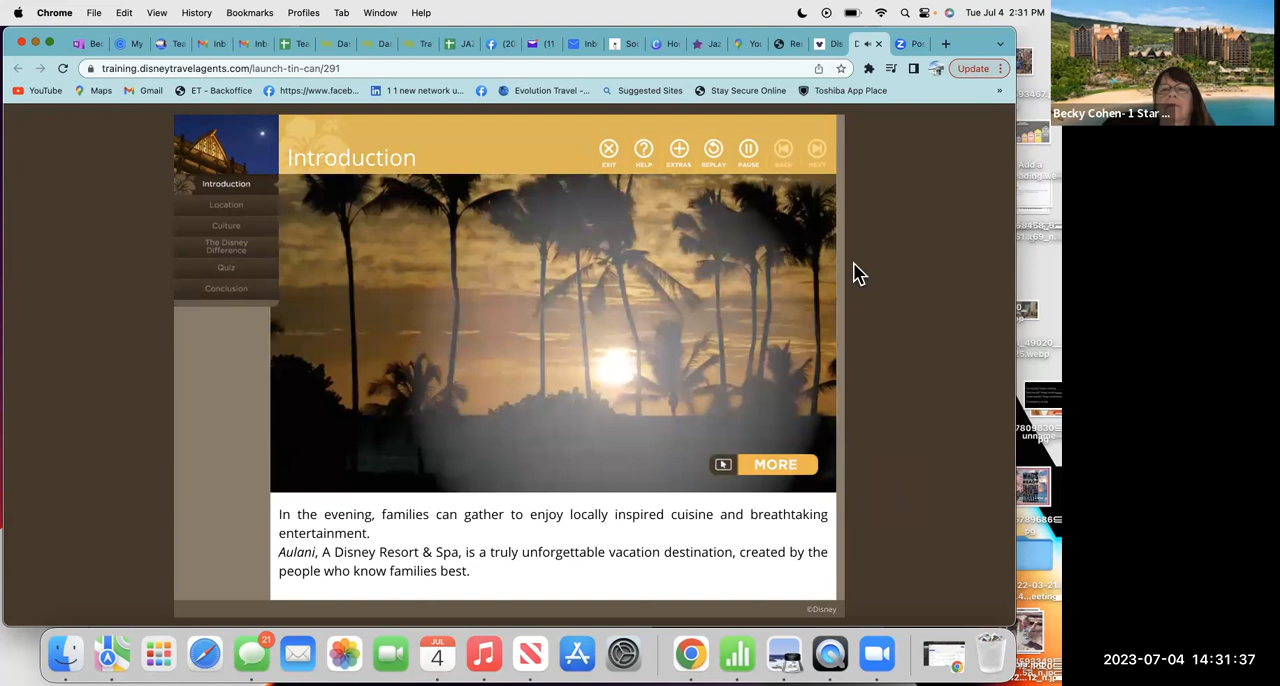 Chrome File Edit View History Bookmarks Profiles Tab Window Help
Tue Jul 4 2:31 PM
training.disneytravelagents.com/launch-tin-can/291
Update
YouTube Maps Gmail ET - Backoffice https://www.faceb... 1 1 new network u... Evolution Travel -... Suggested Sites Stay Secure Online Toshiba App Place »
Becky Cohen- 1 Star ...
Introduction
EXIT HELP EXTRAS REPLAY PAUSE BACK NEXT
Introduction
Location
Culture
The Disney
Difference
Quiz
Conclusion
MORE
In the evening, families can gather to enjoy locally inspired cuisine and breathtaking
entertainment.
Aulani, A Disney Resort & Spa, is a truly unforgettable vacation destination, created by the
people who know families best.
©Disney
21
JUL
4
2023-07-04 14:31:37